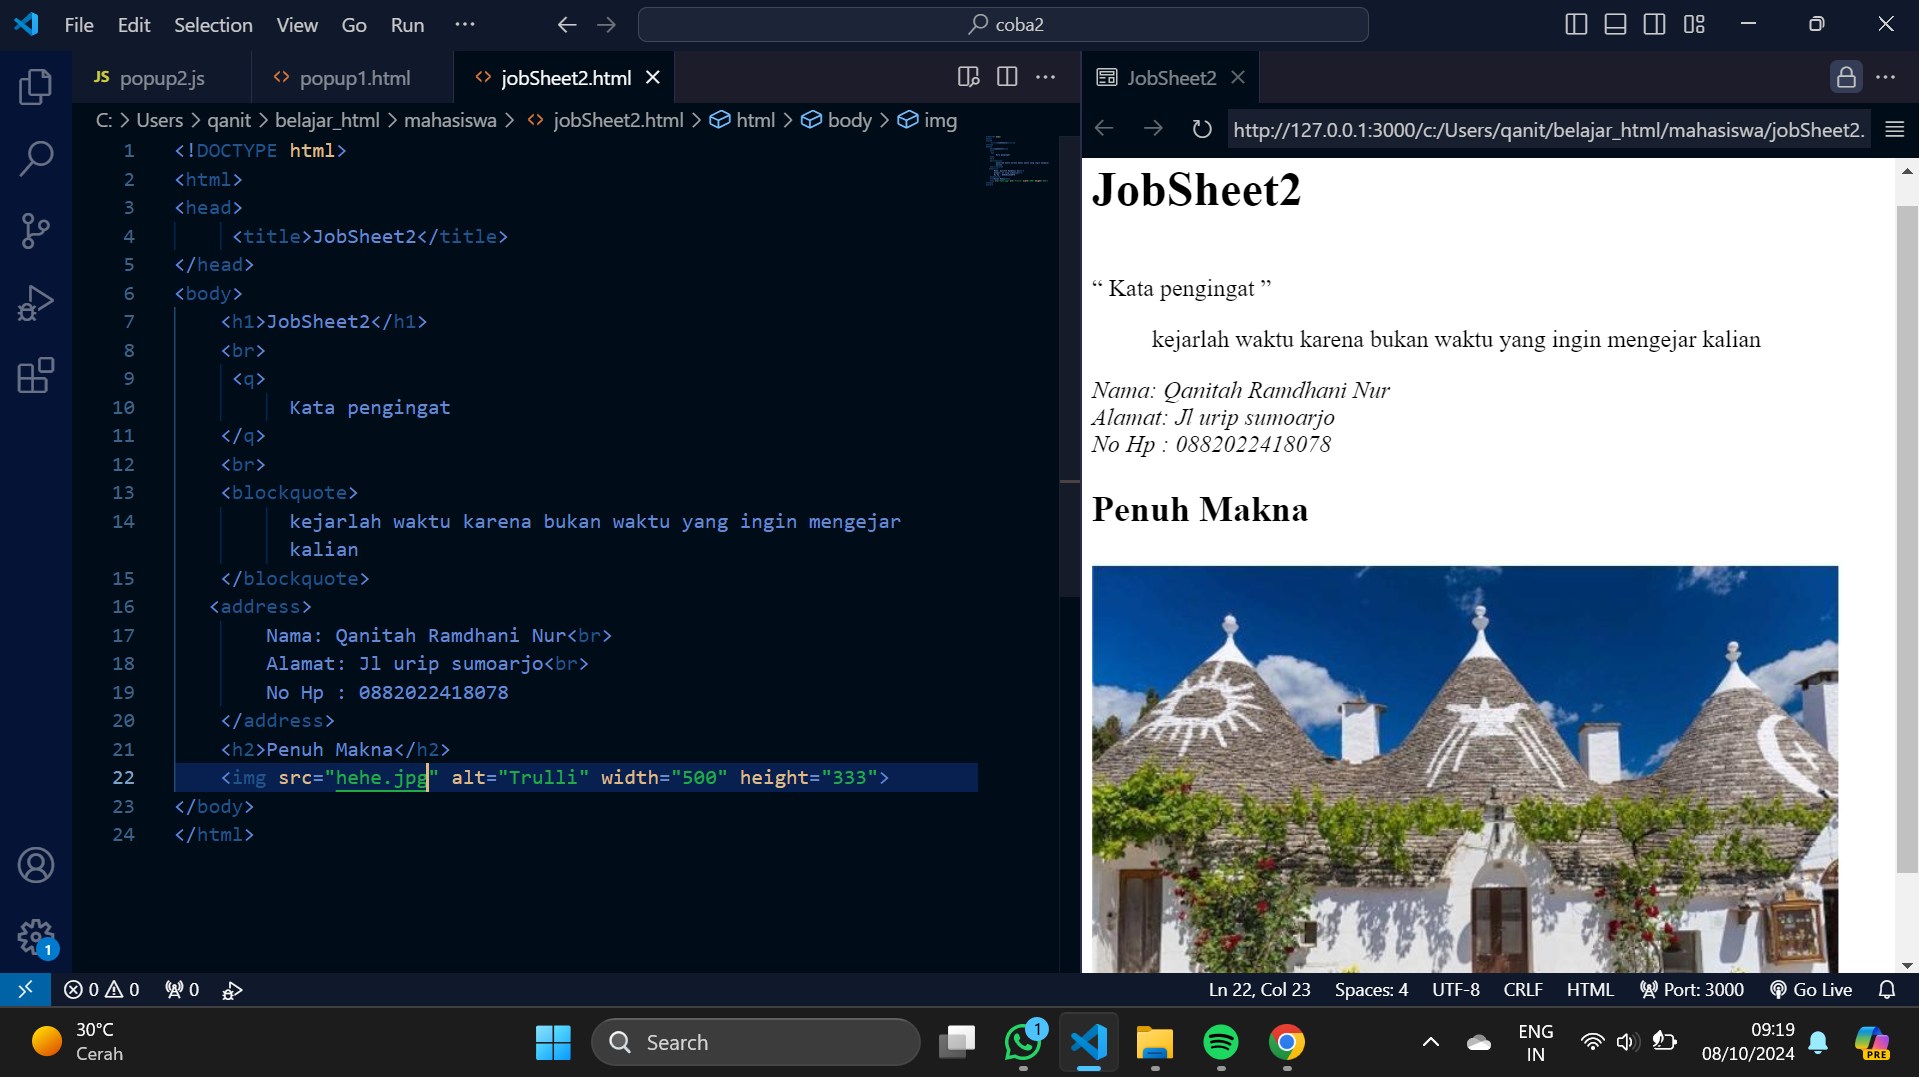 File Edit Selection View Go Run ··· coba2
JS popup2.js <> popup1.html <> jobSheet2.html
C: > Users > qanit > belajar_html > mahasiswa > <> jobSheet2.html > html > body > img
1 <!DOCTYPE html>
2 <html>
3 <head>
4 <title>JobSheet2</title>
5 </head>
6 <body>
7 <h1>JobSheet2</h1>
8 <br>
9 <q>
10 Kata pengingat
11 </q>
12 <br>
13 <blockquote>
14 kejarlah waktu karena bukan waktu yang ingin mengejar
kalian
15 </blockquote>
16 <address>
17 Nama: Qanitah Ramdhani Nur<br>
18 Alamat: Jl urip sumoarjo<br>
19 No Hp : 0882022418078
20 </address>
21 <h2>Penuh Makna</h2>
22 <img src="hehe.jpg" alt="Trulli" width="500" height="333">
23 </body>
24 </html>
JobSheet2
http://127.0.0.1:3000/c:/Users/qanit/belajar_html/mahasiswa/jobSheet2.
JobSheet2
“ Kata pengingat ”
kejarlah waktu karena bukan waktu yang ingin mengejar kalian
Nama: Qanitah Ramdhani Nur
Alamat: Jl urip sumoarjo
No Hp : 0882022418078
Penuh Makna
1
0 0 0 Ln 22, Col 23 Spaces: 4 UTF-8 CRLF HTML Port: 3000 Go Live
30°C
Cerah
Search
1
ENG
IN
09:19
08/10/2024
PRE